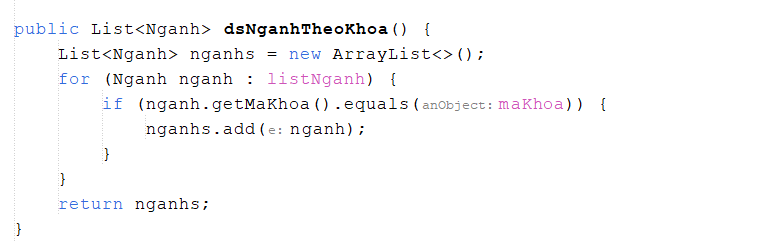 public List<Nganh> dsNganhTheoKhoa() {
    List<Nganh> nganhs = new ArrayList<>();
    for (Nganh nganh : listNganh) {
        if (nganh.getMaKhoa().equals(anObject: maKhoa)) {
            nganhs.add(e: nganh);
        }
    }
    return nganhs;
}